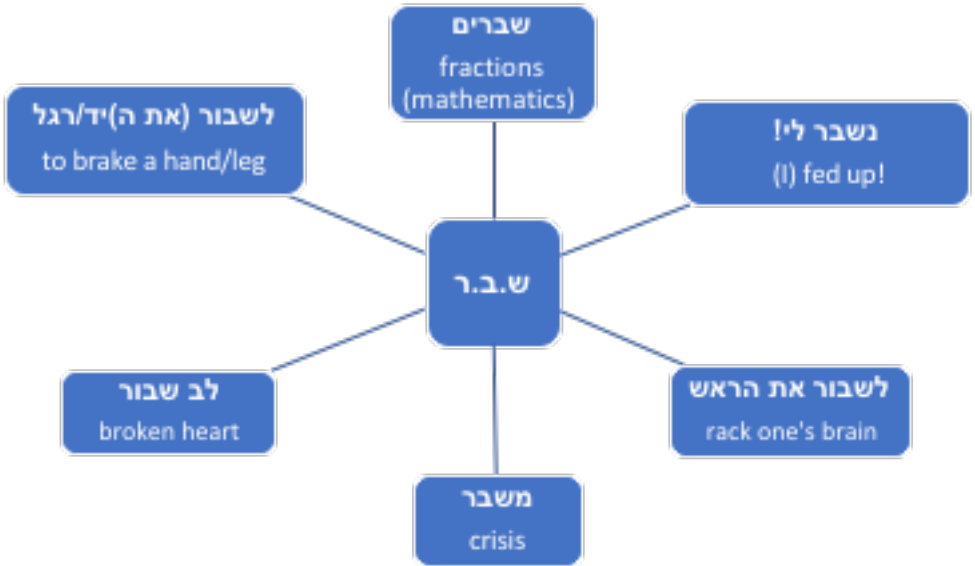 שברים
fractions
(mathematics)
לשבור (את ה)יד/רגל
to brake a hand/leg
נשבר לי!
(I) fed up!
ש.ב.ר
לב שבור
broken heart
לשבור את הראש
rack one's brain
משבר
crisis